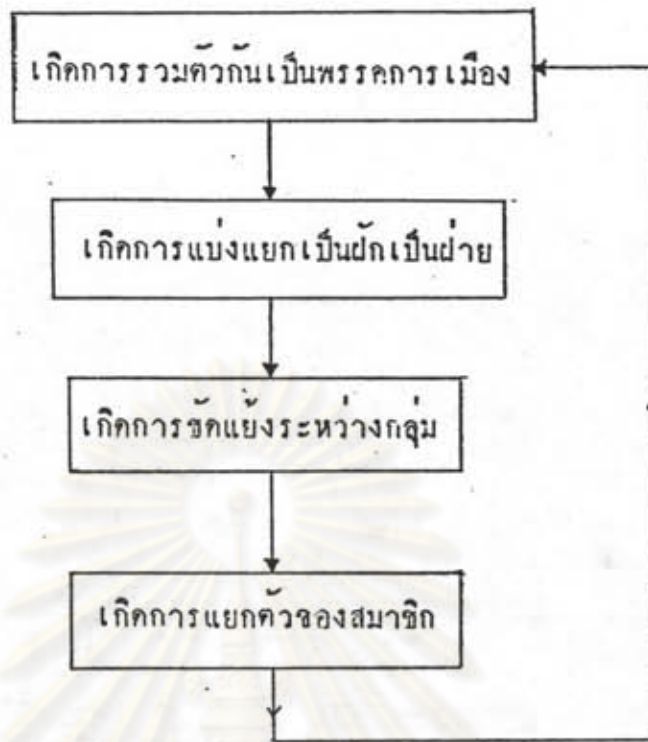 เกิดการรวมตัวกันเป็นพรรคการเมือง
เกิดการแบ่งแยกเป็นฝักเป็นฝ่าย
เกิดการขัดแย้งระหว่างกลุ่ม
เกิดการแยกตัวของสมาชิก